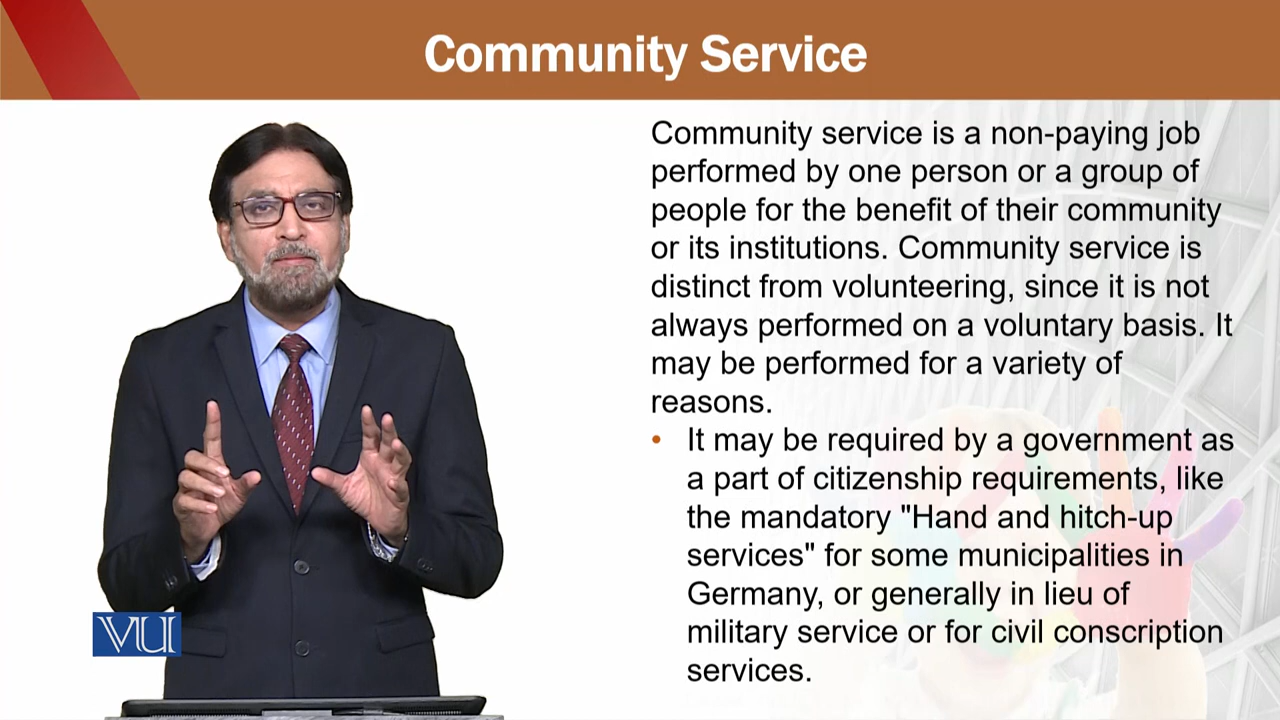 Community Service
Community service is a non-paying job
performed by one person or a group of
people for the benefit of their community
or its institutions. Community service is
distinct from volunteering, since it is not
always performed on a voluntary basis. It
may be performed for a variety of
reasons.
• It may be required by a government as
a part of citizenship requirements, like
the mandatory "Hand and hitch-up
services" for some municipalities in
Germany, or generally in lieu of
military service or for civil conscription
services.
VU